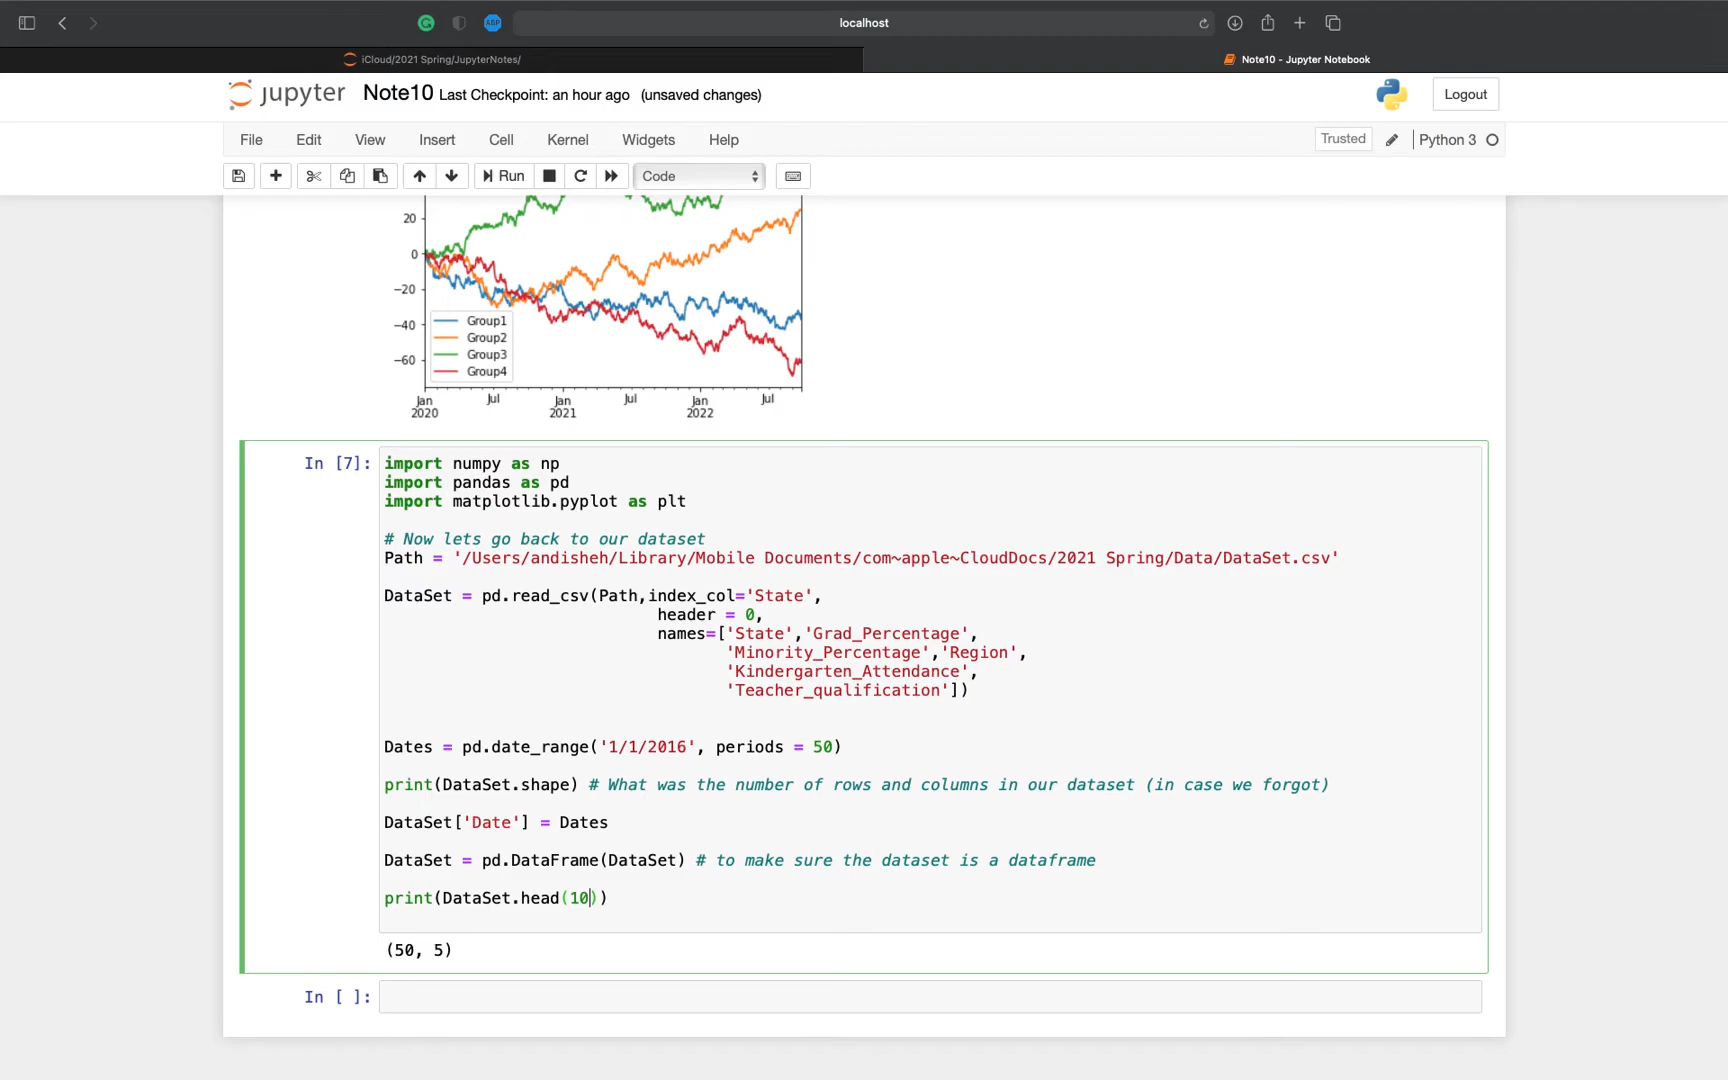 localhost
iCloud/2021 Spring/JupyterNotes/
Note10 - Jupyter Notebook
jupyter Note10 Last Checkpoint: an hour ago (unsaved changes)
Logout
File Edit View Insert Cell Kernel Widgets Help
Trusted
Python 3
Run
Code
20
0
−20
−40
−60
Group1
Group2
Group3
Group4
Jan Jul Jan Jul Jan Jul
2020 2021 2022
In [7]:
import numpy as np
import pandas as pd
import matplotlib.pyplot as plt
# Now lets go back to our dataset
Path = '/Users/andisheh/Library/Mobile Documents/com~apple~CloudDocs/2021 Spring/Data/DataSet.csv'
DataSet = pd.read_csv(Path,index_col='State',
header = 0,
names=['State','Grad_Percentage',
'Minority_Percentage','Region',
'Kindergarten_Attendance',
'Teacher_qualification'])
Dates = pd.date_range('1/1/2016', periods = 50)
print(DataSet.shape) # What was the number of rows and columns in our dataset (in case we forgot)
DataSet['Date'] = Dates
DataSet = pd.DataFrame(DataSet) # to make sure the dataset is a dataframe
print(DataSet.head(10))
(50, 5)
In [ ]: